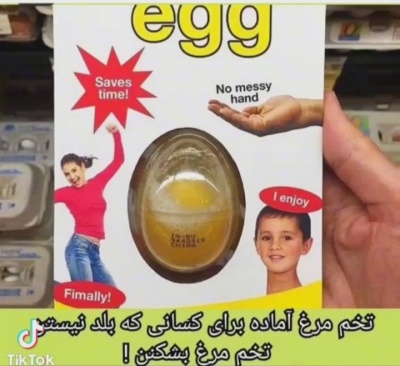 egg
Saves
time!
No messy
hand
I enjoy
CHINA
Fimally!
تخم مرغ آماده برای کسانی که بلد نیستن
تخم مرغ بشکنن !
TikTok